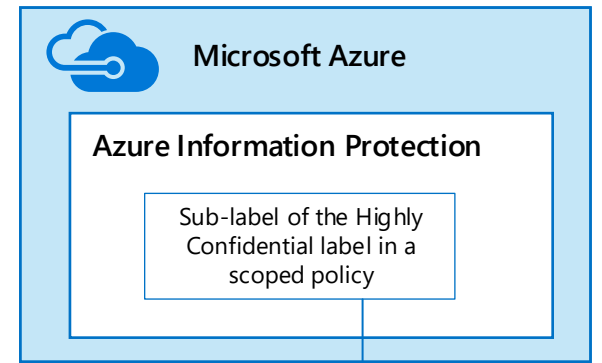 Microsoft Azure
Azure Information Protection
Sub-label of the Highly
Confidential label in a
scoped policy